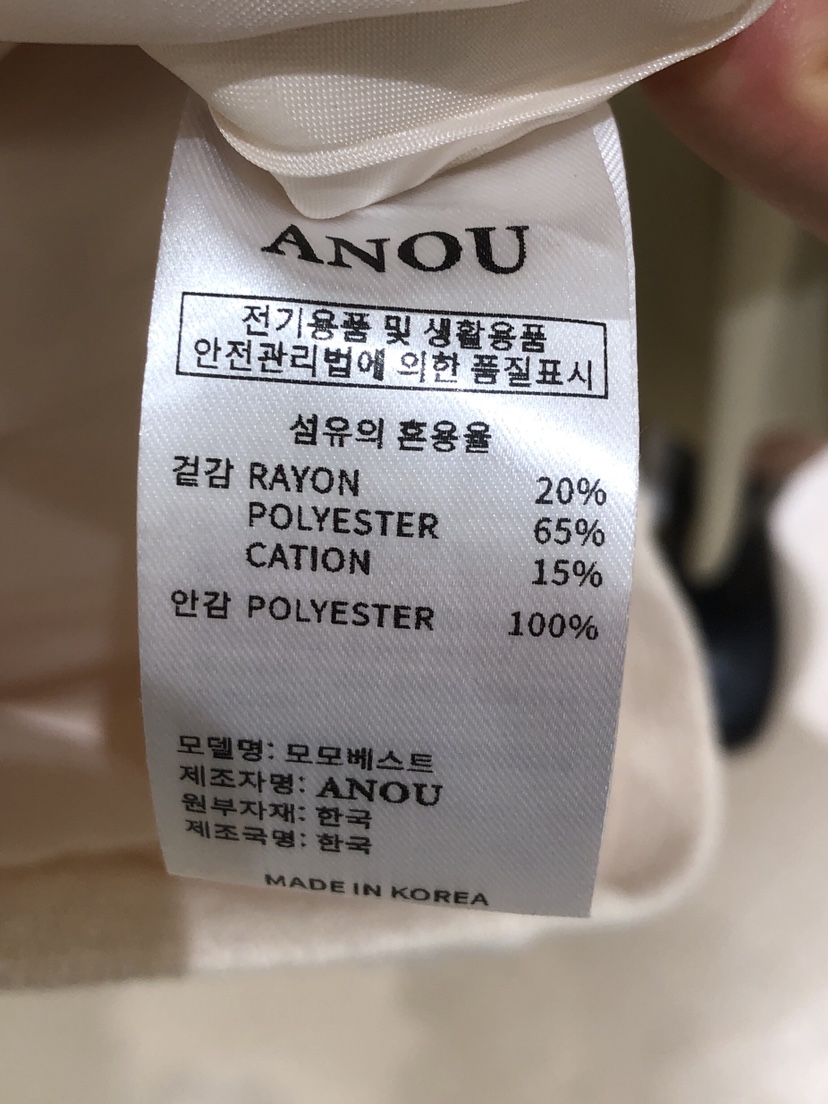 ANOU
전기용품 및 생활용품
안전관리법에 의한 품질표시
섬유의 혼용율
겉감 RAYON 20%
POLYESTER 65%
CATION 15%
안감 POLYESTER 100%
모델명: 모모베스트
제조자명: ANOU
원부자재: 한국
제조국명: 한국
MADE IN KOREA